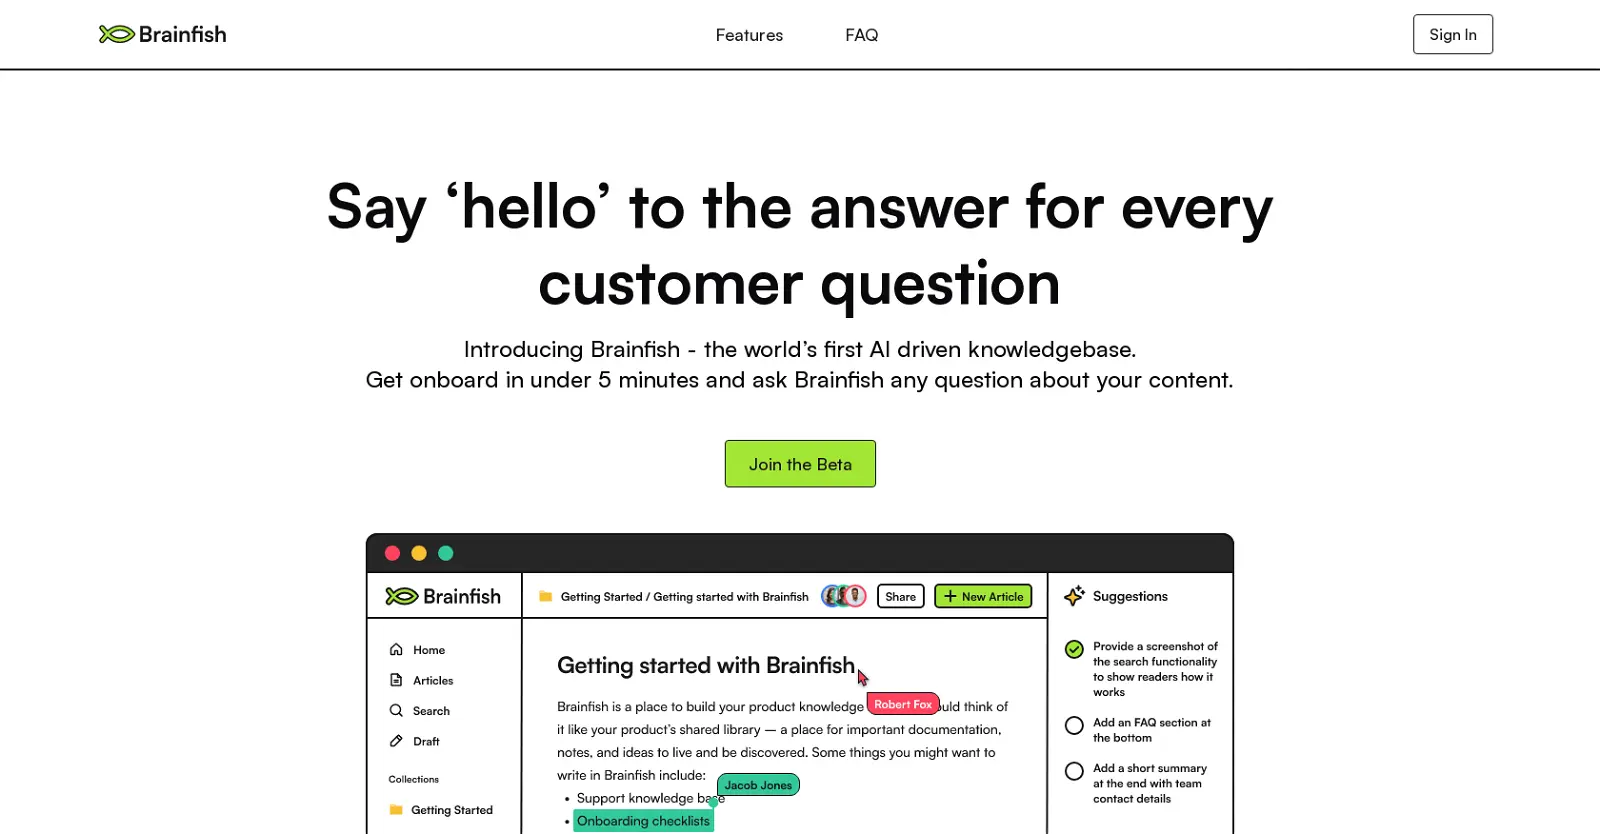 Brainfish
Features
FAQ
Sign In
Say ‘hello’ to the answer for every
customer question
Introducing Brainfish - the world’s first AI driven knowledgebase.
Get onboard in under 5 minutes and ask Brainfish any question about your content.
Join the Beta
Brainfish
Home
Articles
Search
Draft
Collections
Getting Started
Getting Started / Getting started with Brainfish
Share
New Article
Getting started with Brainfish
Robert Fox
Brainfish is a place to build your product knowledge think of
it like your product’s shared library — a place for important documentation,
notes, and ideas to live and be discovered. Some things you might want to
write in Brainfish include:
Jacob Jones
• Support knowledge base
• Onboarding checklists
Suggestions
Provide a screenshot of
the search functionality
to show readers how it
works
Add an FAQ section at
the bottom
Add a short summary
at the end with team
contact details